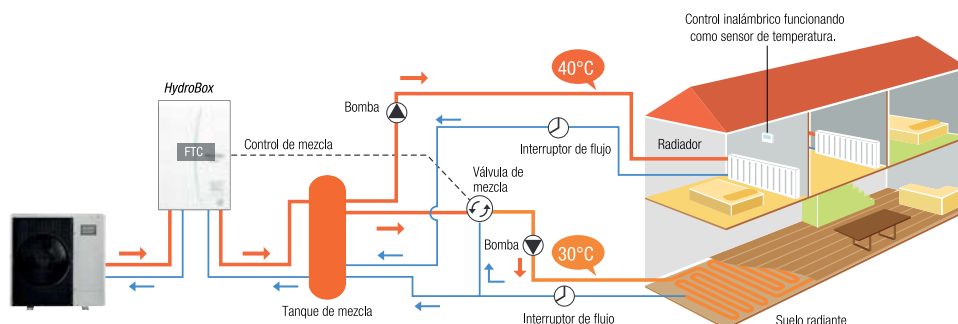 Control inalámbrico funcionando
como sensor de temperatura.
40°C
HydroBox
Bomba
FTC
Control de mezcla
Interruptor de flujo
Radiador
Válvula de
mezcla
Bomba
30°C
Tanque de mezcla
Interruptor de flujo
Suelo radiante